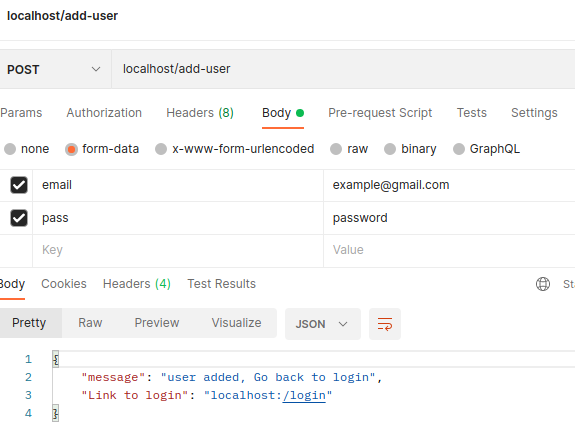 localhost/add-user
POST localhost/add-user
Params Authorization Headers (8) Body Pre-request Script Tests Settings
none form-data x-www-form-urlencoded raw binary GraphQL
email example@gmail.com
pass password
Key Value
Body Cookies Headers (4) Test Results
Pretty Raw Preview Visualize JSON
1 {
2 "message": "user added, Go back to login",
3 "Link to login": "localhost:/login"
4 }